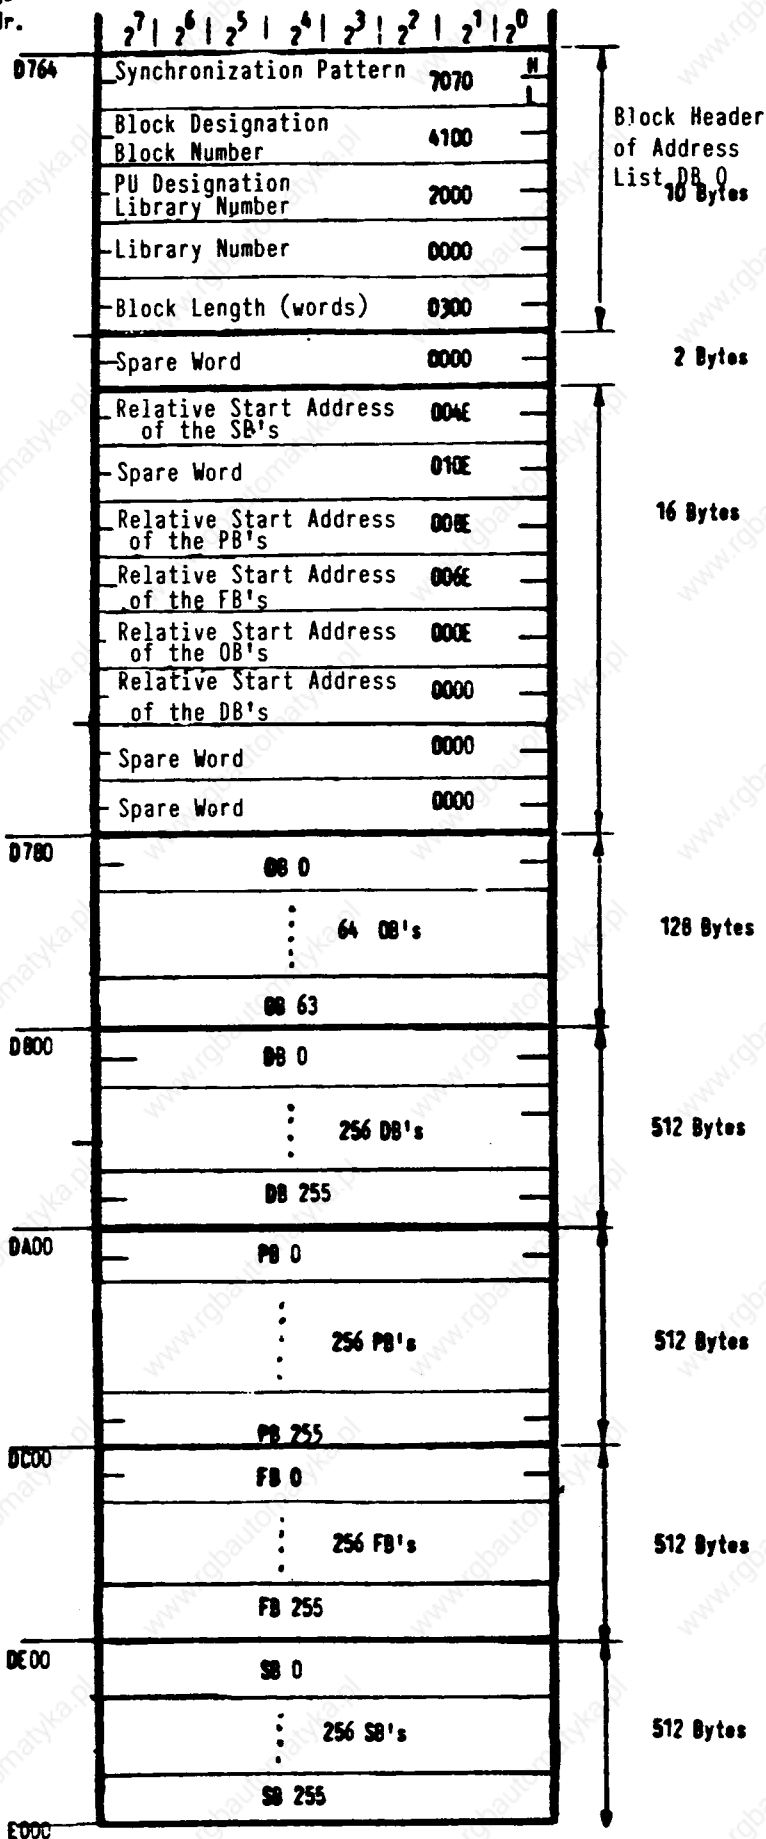 dr.
2⁷ | 2⁶ | 2⁵ | 2⁴ | 2³ | 2² | 2¹ | 2⁰
D764
Synchronization Pattern 7070 H
L
Block Header
of Address
List DB 0
10 Bytes
Block Designation
Block Number 4100
PU Designation
Library Number 2000
Library Number 0000
Block Length (words) 0300
Spare Word 0000 2 Bytes
Relative Start Address 004E
of the SB's
Spare Word 010E
16 Bytes
Relative Start Address
of the PB's
Relative Start Address 006E
of the FB's
Relative Start Address 000E
of the OB's
Relative Start Address 0000
of the DB's
Spare Word 0000
Spare Word 0000
D780
OB 0
64 OB's 128 Bytes
OB 63
D800
DB 0
256 DB's 512 Bytes
DB 255
DA00
PB 0
256 PB's 512 Bytes
PB 255
DC00
FB 0
256 FB's 512 Bytes
FB 255
DE00
SB 0
256 SB's 512 Bytes
SB 255
E000
www.rgbautomatyka.pl